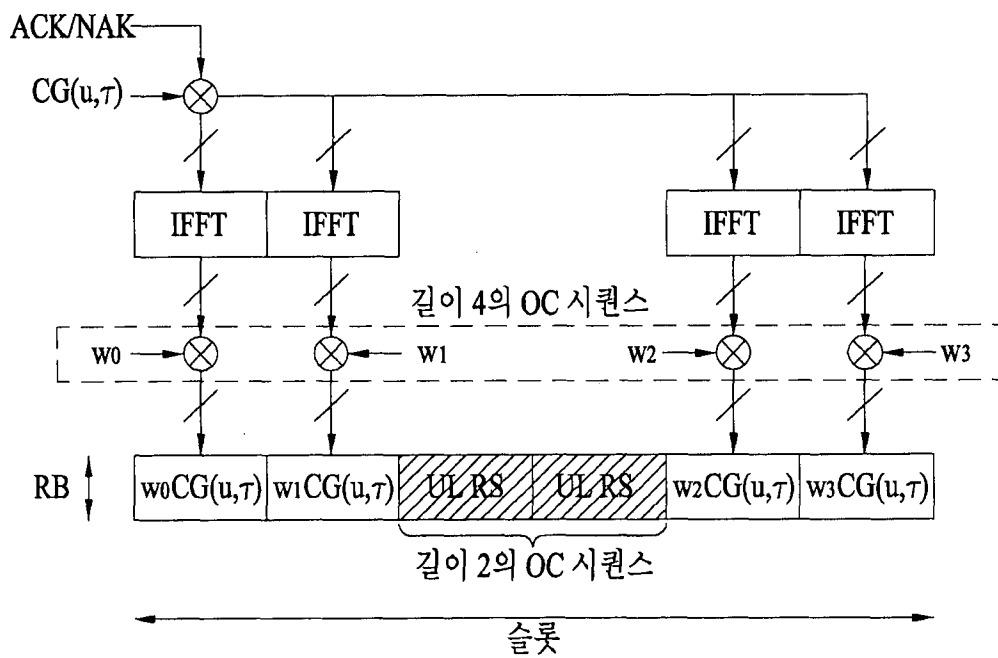 ACK/NAK
CG(u,τ)
IFFT IFFT IFFT IFFT
길이 4의 OC 시퀀스
w0 w1 w2 w3
RB w0CG(u,τ) w1CG(u,τ) UL RS UL RS w2CG(u,τ) w3CG(u,τ)
길이 2의 OC 시퀀스
슬롯